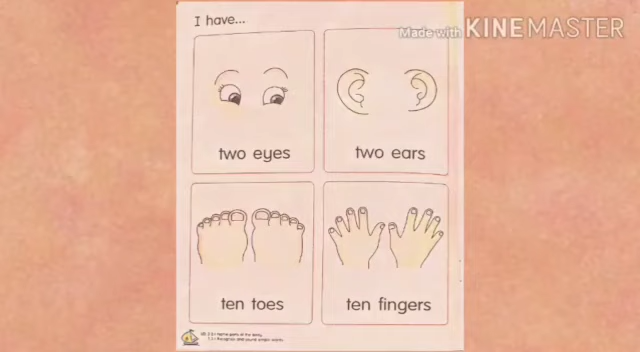 I have...
Made with KINEMASTER
two eyes
two ears
ten toes
ten fingers